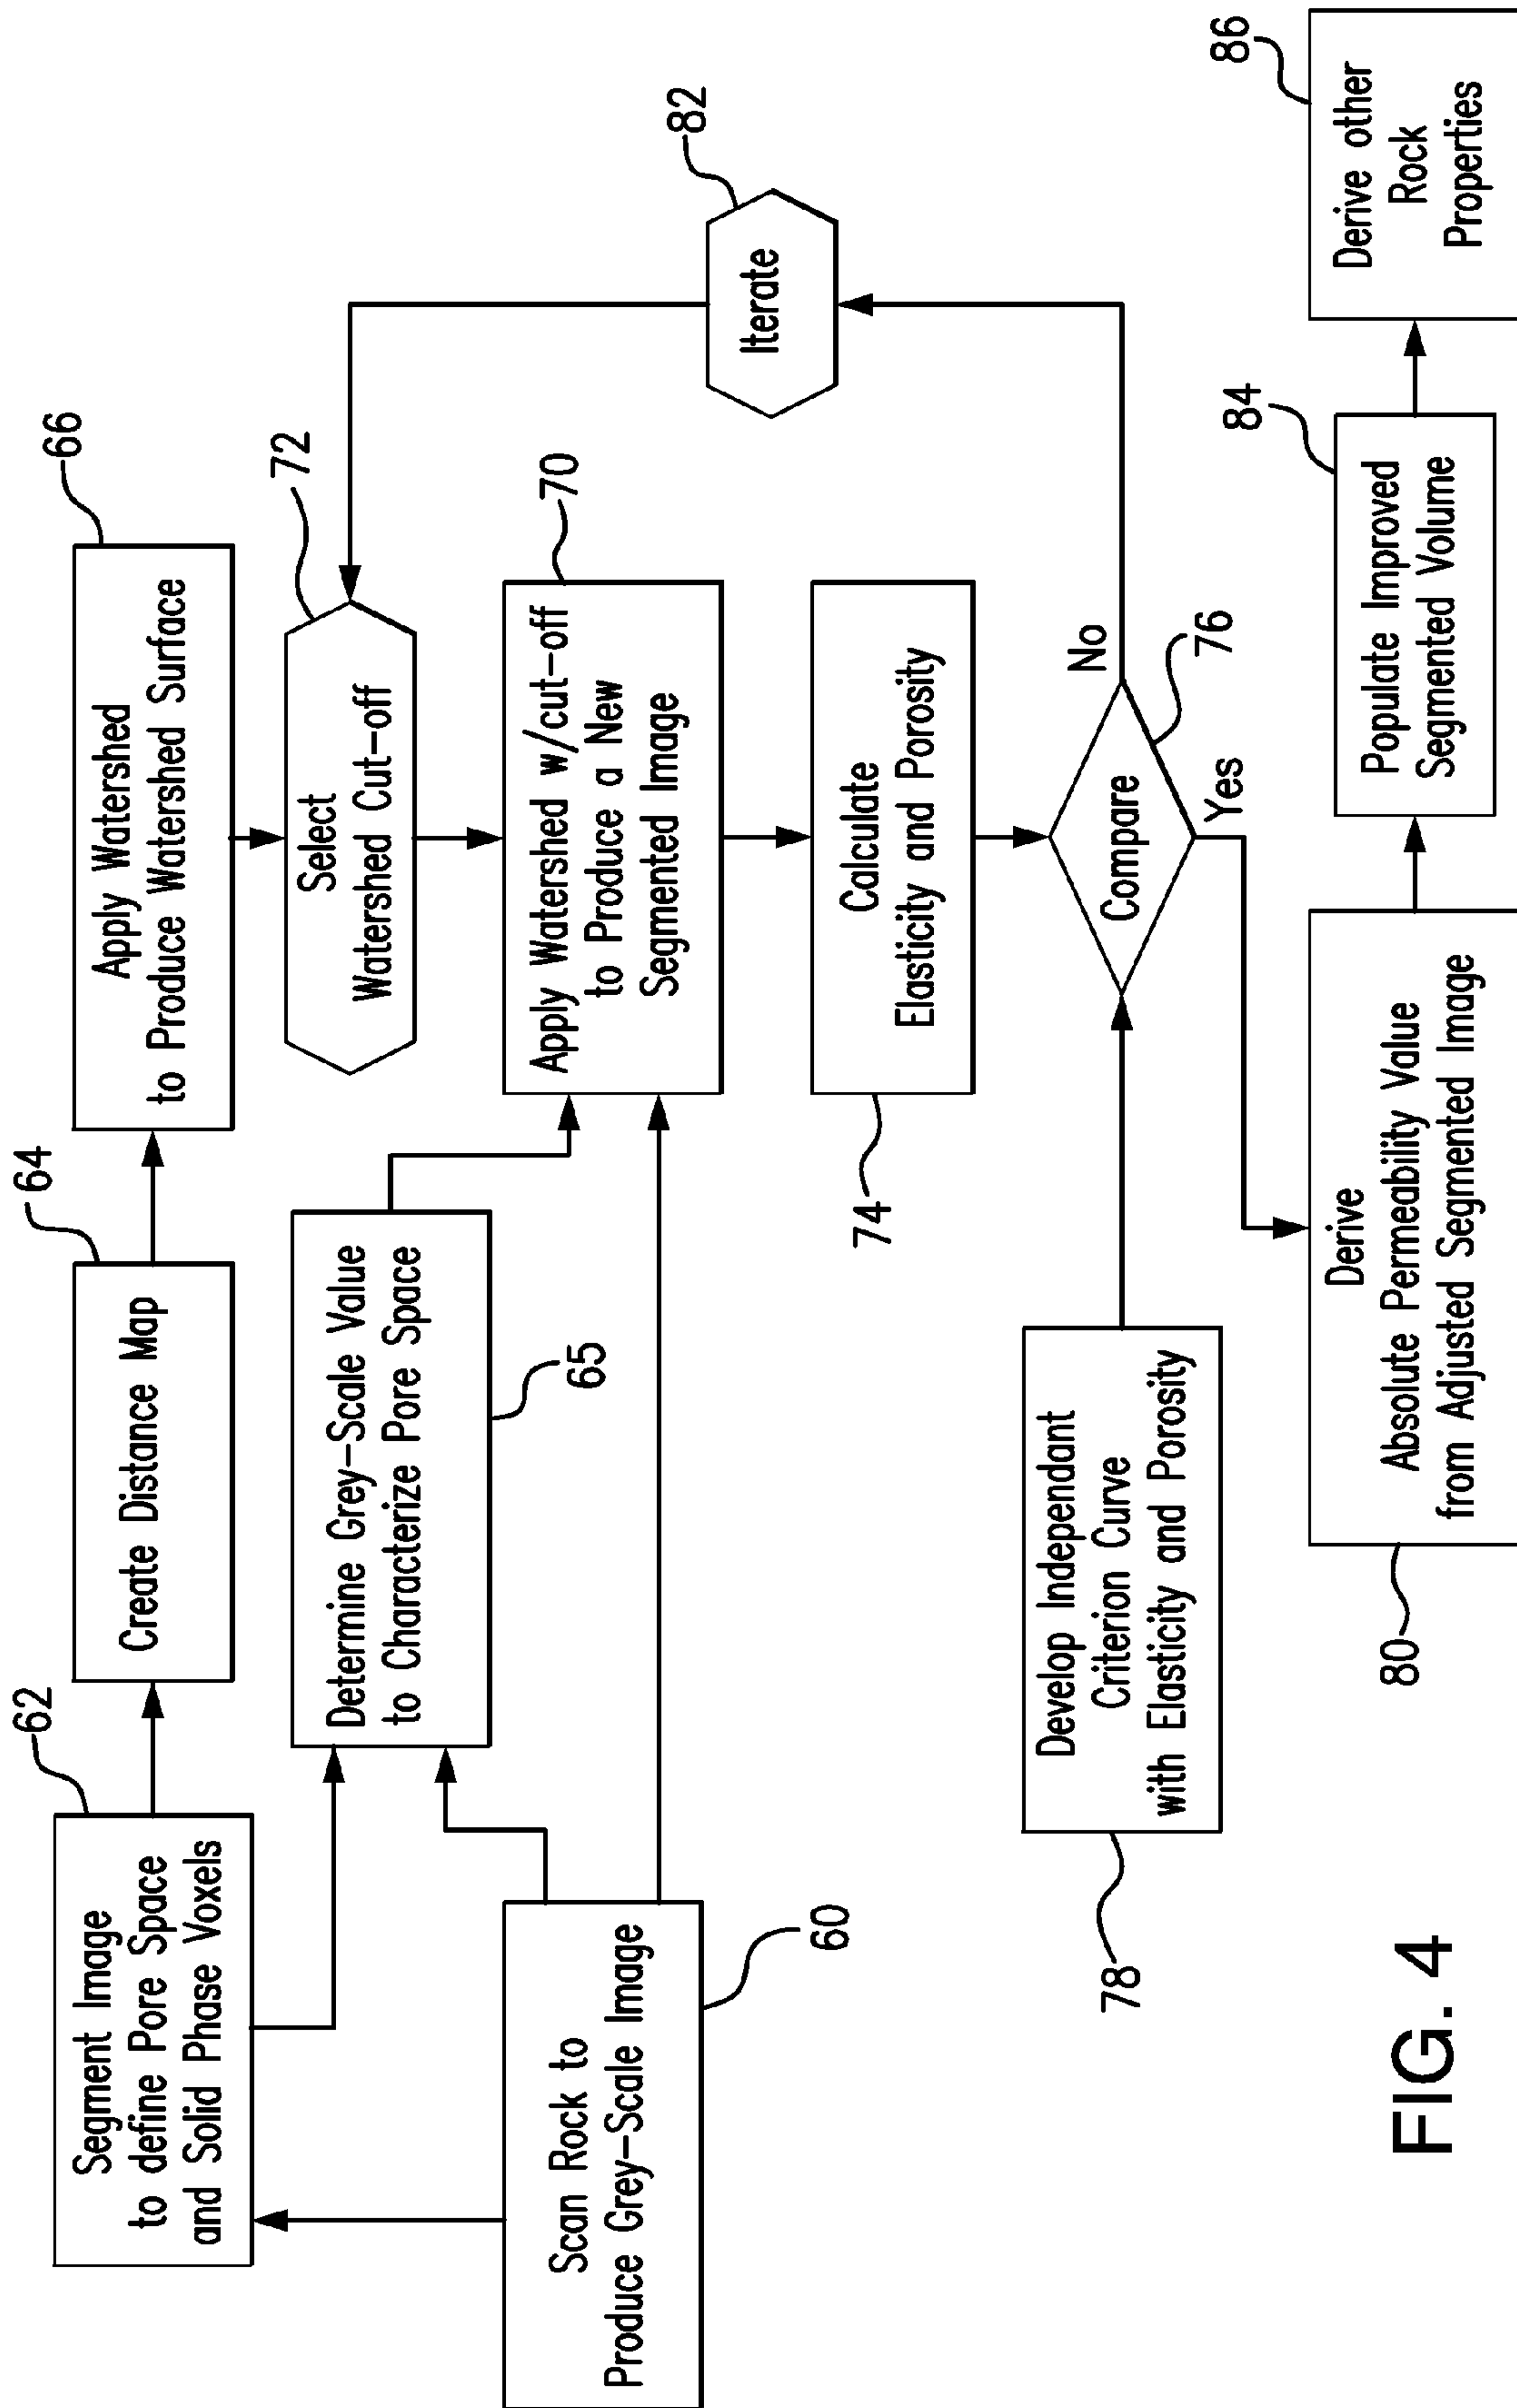 62
Segment Image
to define Pore Space
and Solid Phase Voxels
64
Create Distance Map
66
Apply Watershed
to Produce Watershed Surface
65
Determine Grey-Scale Value
to Characterize Pore Space
72
Select
Watershed Cut-off
60
Scan Rock to
Produce Grey-Scale Image
70
Apply Watershed w/cut-off
to Produce a New
Segmented Image
82
Iterate
74
Calculate
Elasticity and Porosity
78
Develop Independant
Criterion Curve
with Elasticity and Porosity
76
Compare
No
Yes
80
Derive
Absolute Permeability Value
from Adjusted Segmented Image
84
Populate Improved
Segmented Volume
86
Derive other
Rock
Properties
FIG. 4